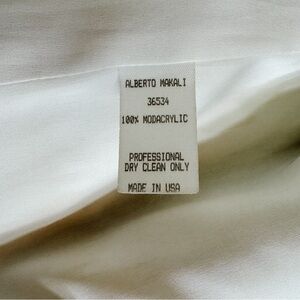 ALBERTO MAKALI
36534
100% MODACRYLIC
PROFESSIONAL
DRY CLEAN ONLY
MADE IN USA